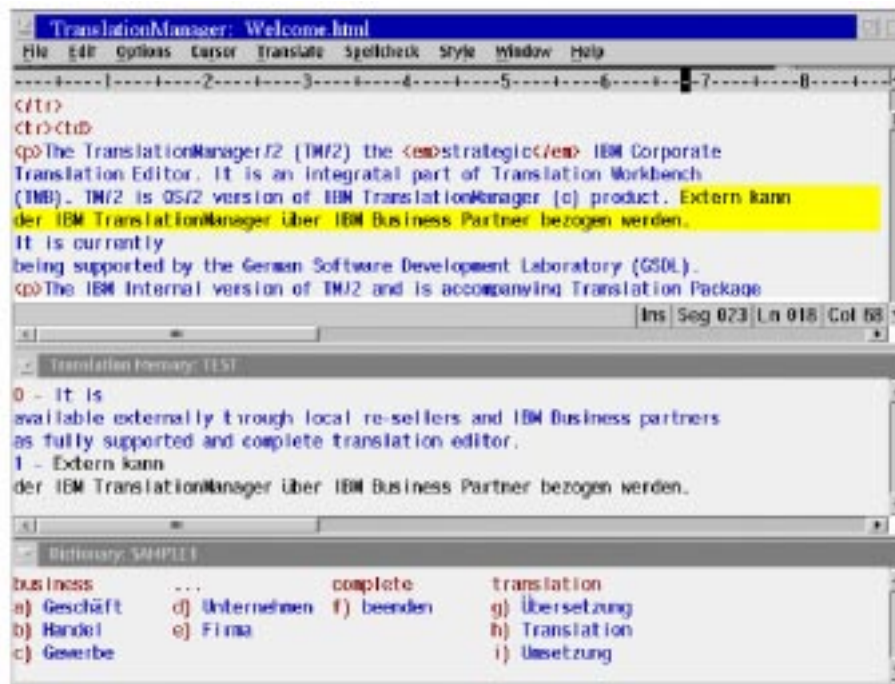 TranslationManager: Welcome.html
File Edit Options Cursor Translate Spellcheck Style Window Help
----+----1----+----2----+----3----+----4----+----5----+----6----+--7----+----8----+---
</tr>
<tr><td>
<p>The TranslationManager/2 (TM/2) the <em>strategic</em> IBM Corporate
Translation Editor. It is an integratal part of Translation Workbench
(TWB). TM/2 is OS/2 version of IBM TranslationManager (c) product. Extern kann
der IBM TranslationManager über IBM Business Partner bezogen werden.
It is currently
being supported by the German Software Development Laboratory (GSDL).
<p>The IBM Internal version of TM/2 and is accompanying Translation Package
Ins Seg 023 Ln 018 Col 68
Translation Memory: TEST
0 - It is
available externally through local re-sellers and IBM Business partners
as fully supported and complete translation editor.
1 - Extern kann
der IBM TranslationManager über IBM Business Partner bezogen werden.
Dictionary: SAMPLE1
business ... complete translation
a) Geschäft d) Unternehmen f) beenden g) Übersetzung
b) Handel e) Firma h) Translation
c) Gewerbe i) Umsetzung